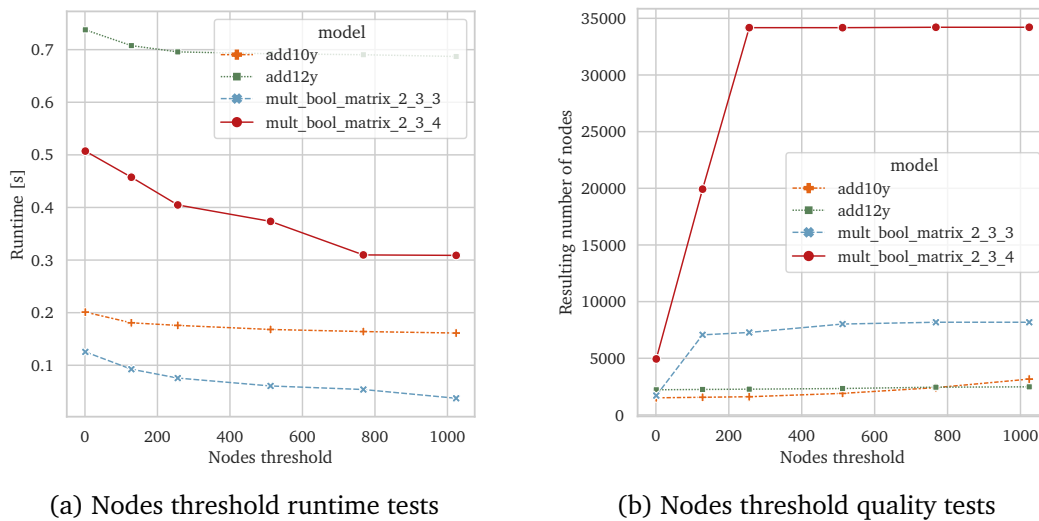 0.7
0.6
0.5
0.4
0.3
0.2
0.1
Runtime [s]
0 200 400 600 800 1000
Nodes threshold
model
add10y
add12y
mult_bool_matrix_2_3_3
mult_bool_matrix_2_3_4
(a) Nodes threshold runtime tests
35000
30000
25000
20000
15000
10000
5000
0
Resulting number of nodes
0 200 400 600 800 1000
Nodes threshold
model
add10y
add12y
mult_bool_matrix_2_3_3
mult_bool_matrix_2_3_4
(b) Nodes threshold quality tests